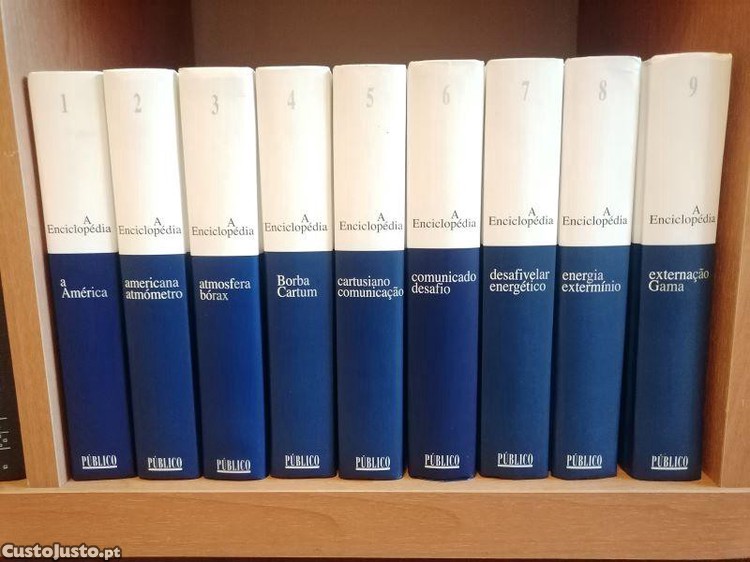 1
A
Enciclopédia
a
América
PÚBLICO
2
A
Enciclopédia
americana
atmómetro
PÚBLICO
3
A
Enciclopédia
atmosfera
bórax
PÚBLICO
4
A
Enciclopédia
Borba
Cartum
PÚBLICO
5
A
Enciclopédia
cartusiano
comunicação
PÚBLICO
6
A
Enciclopédia
comunicado
desafio
PÚBLICO
7
A
Enciclopédia
desafivelar
energético
PÚBLICO
8
A
Enciclopédia
energia
extermínio
PÚBLICO
9
A
Enciclopédia
externação
Gama
PÚBLICO
CustoJusto.pt